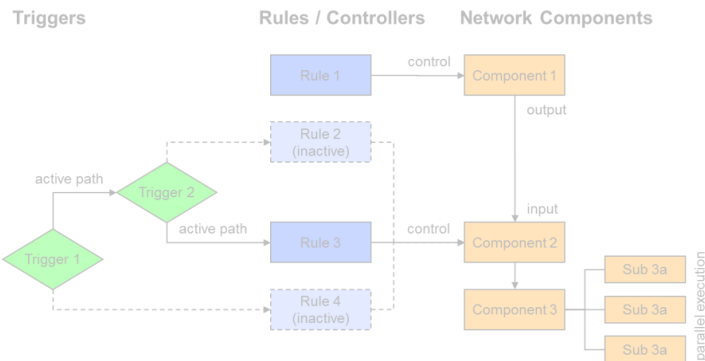 Triggers
Rules / Controllers
Network Components
Rule 1
control
Component 1
output
Rule 2
(inactive)
active path
Trigger 2
active path
input
Rule 3
control
Component 2
Trigger 1
Sub 3a
Rule 4
(inactive)
Component 3
Sub 3a
Sub 3a
parallel execution